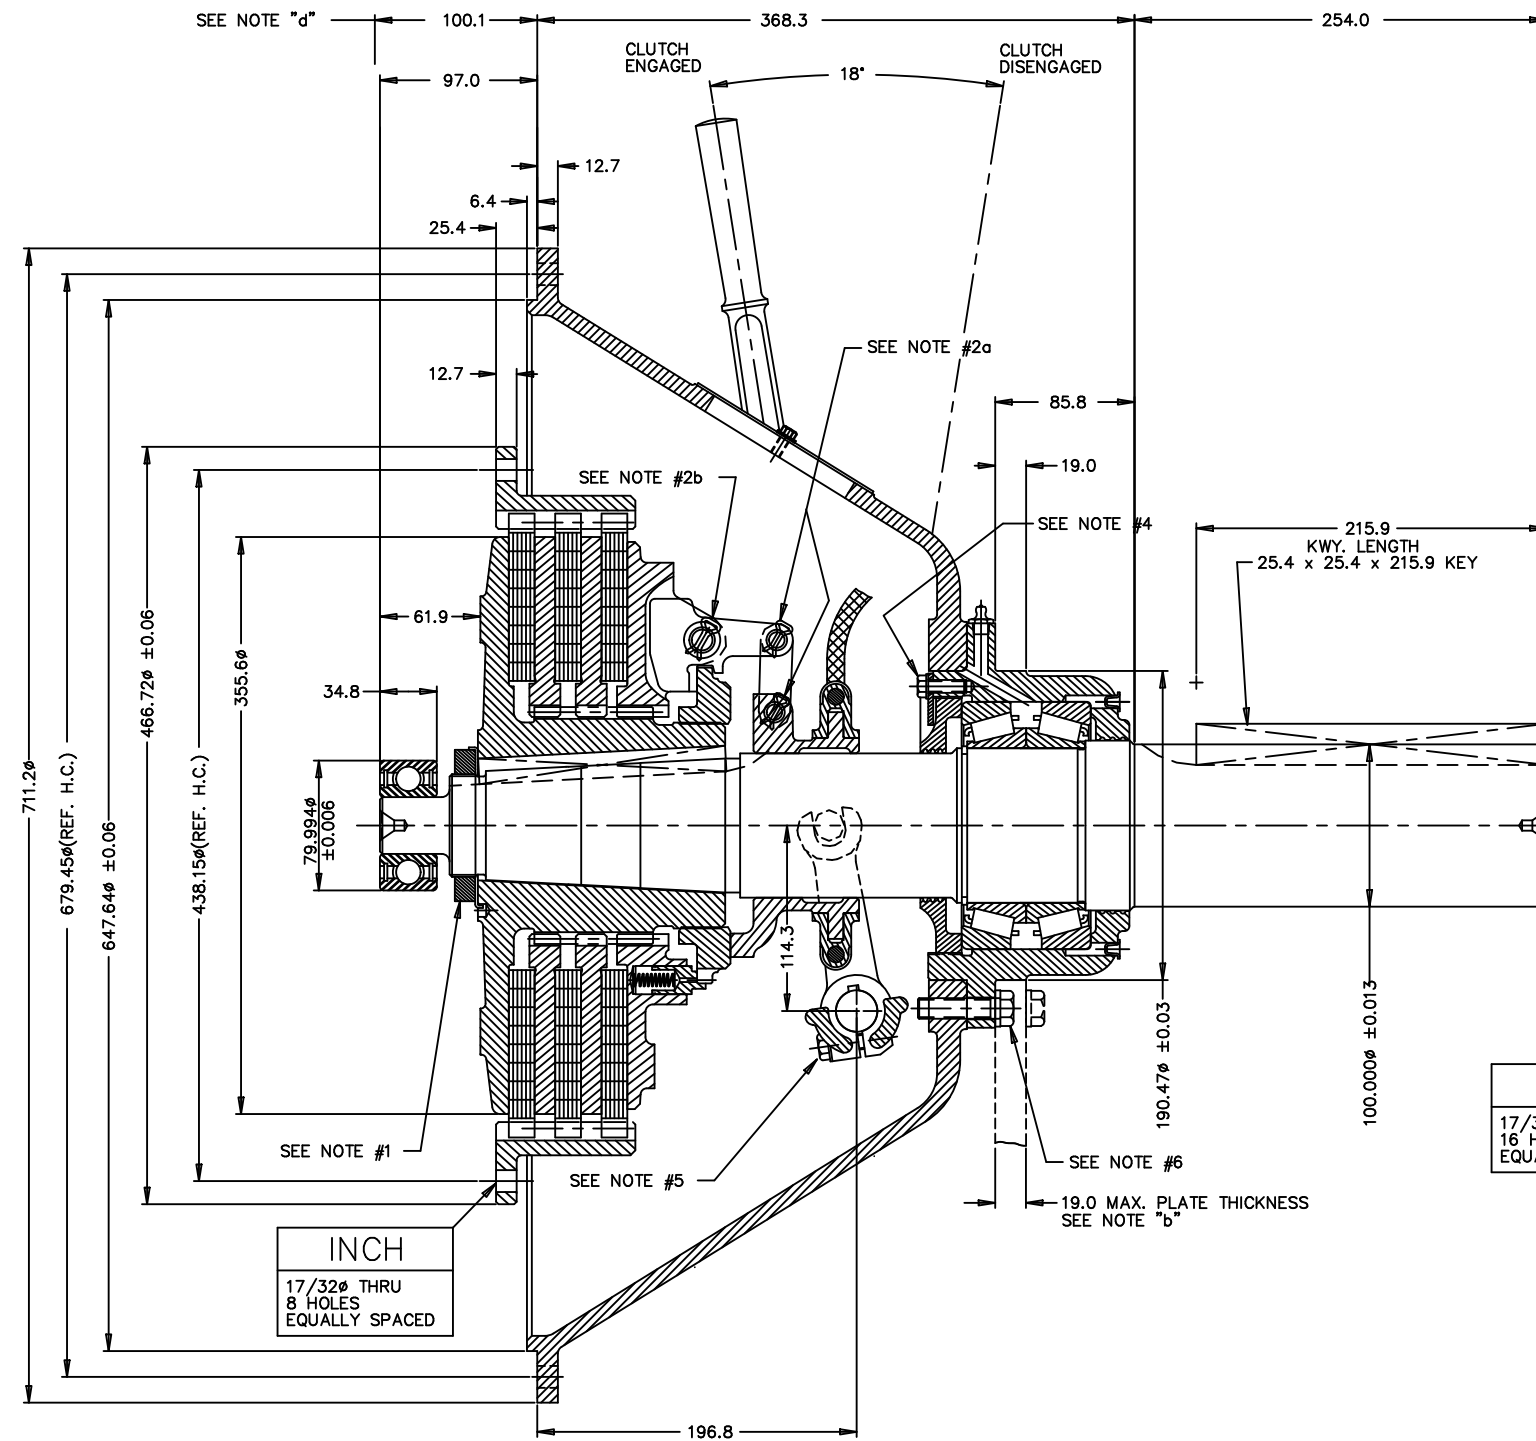 SEE NOTE "d"
100.1
368.3
254.0
CLUTCH
ENGAGED
18°
CLUTCH
DISENGAGED
97.0
12.7
6.4
25.4
SEE NOTE #2a
12.7
85.8
19.0
SEE NOTE #2b
SEE NOTE #4
215.9
KWY. LENGTH
25.4 x 25.4 x 215.9 KEY
61.9
34.8
711.2ø
679.45ø(REF. H.C.)
647.64ø ±0.06
466.72ø ±0.06
438.15ø(REF. H.C.)
355.6ø
79.994ø
±0.006
114.3
190.47ø ±0.03
100.000ø ±0.013
SEE NOTE #1
SEE NOTE #5
SEE NOTE #6
19.0 MAX. PLATE THICKNESS
SEE NOTE "b"
INCH
17/32ø THRU
8 HOLES
EQUALLY SPACED
16
196.8